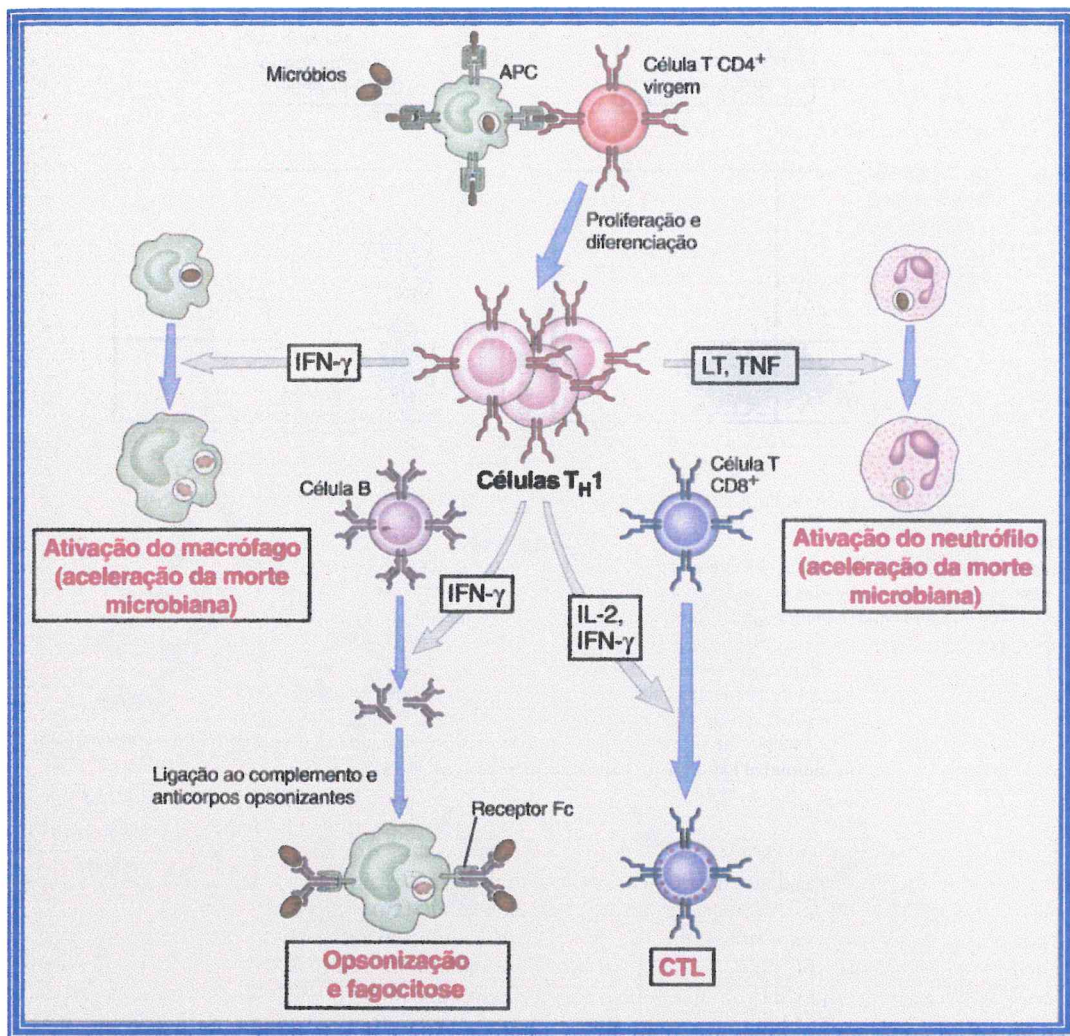 Micróbios
APC
Célula T CD4+
virgem
Proliferação e
diferenciação
IFN-γ
LT, TNF
Células TH1
Célula B
Célula T
CD8+
Ativação do macrófago
(aceleração da morte
microbiana)
Ativação do neutrófilo
(aceleração da morte
microbiana)
IFN-γ
IL-2,
IFN-γ
Ligação ao complemento e
anticorpos opsonizantes
Receptor Fc
Opsonização
e fagocitose
CTL